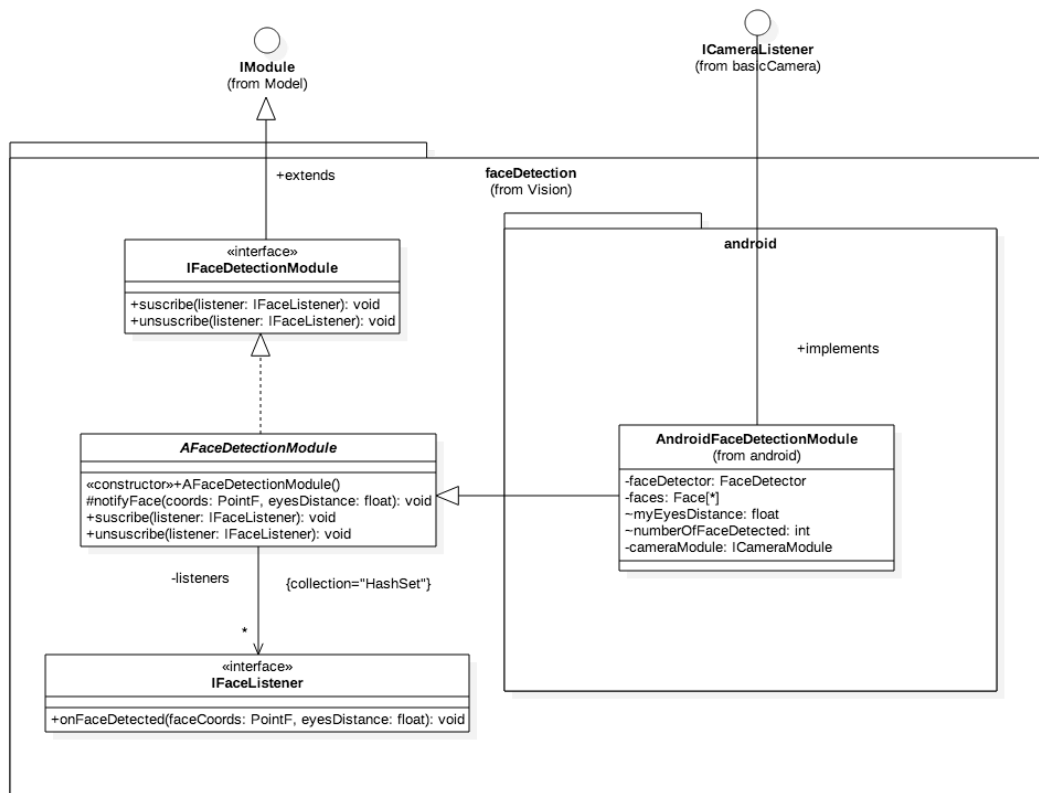 IModule
(from Model)
ICameraListener
(from basicCamera)
faceDetection
(from Vision)
+extends
«interface»
IFaceDetectionModule
+suscribe(listener: IFaceListener): void
+unsuscribe(listener: IFaceListener): void
android
+implements
AFaceDetectionModule
«constructor»+AFaceDetectionModule()
#notifyFace(coords: PointF, eyesDistance: float): void
+suscribe(listener: IFaceListener): void
+unsuscribe(listener: IFaceListener): void
AndroidFaceDetectionModule
(from android)
-faceDetector: FaceDetector
-faces: Face[*]
~myEyesDistance: float
~numberOfFaceDetected: int
-cameraModule: ICameraModule
-listeners
{collection="HashSet"}
*
«interface»
IFaceListener
+onFaceDetected(faceCoords: PointF, eyesDistance: float): void